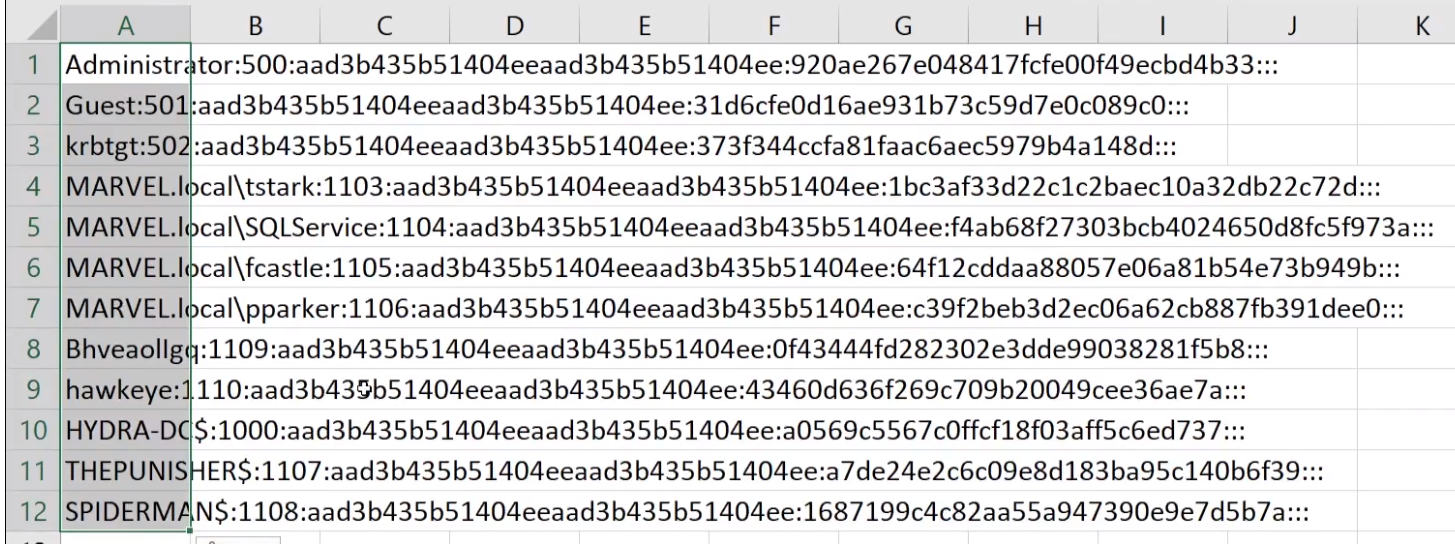 A B C D E F G H I J K
1 Administrator:500:aad3b435b51404eeaad3b435b51404ee:920ae267e048417fcfe00f49ecbd4b33:::
2 Guest:501:aad3b435b51404eeaad3b435b51404ee:31d6cfe0d16ae931b73c59d7e0c089c0:::
3 krbtgt:502:aad3b435b51404eeaad3b435b51404ee:373f344ccfa81faac6aec5979b4a148d:::
4 MARVEL.local\tstark:1103:aad3b435b51404eeaad3b435b51404ee:1bc3af33d22c1c2baec10a32db22c72d:::
5 MARVEL.local\SQLService:1104:aad3b435b51404eeaad3b435b51404ee:f4ab68f27303bcb4024650d8fc5f973a:::
6 MARVEL.local\fcastle:1105:aad3b435b51404eeaad3b435b51404ee:64f12cddaa88057e06a81b54e73b949b:::
7 MARVEL.local\pparker:1106:aad3b435b51404eeaad3b435b51404ee:c39f2beb3d2ec06a62cb887fb391dee0:::
8 BhveaolIgq:1109:aad3b435b51404eeaad3b435b51404ee:0f43444fd282302e3dde99038281f5b8:::
9 hawkeye:1110:aad3b435b51404eeaad3b435b51404ee:43460d636f269c709b20049cee36ae7a:::
10 HYDRA-DC$:1000:aad3b435b51404eeaad3b435b51404ee:a0569c5567c0ffcf18f03aff5c6ed737:::
11 THEPUNISHER$:1107:aad3b435b51404eeaad3b435b51404ee:a7de24e2c6c09e8d183ba95c140b6f39:::
12 SPIDERMAN$:1108:aad3b435b51404eeaad3b435b51404ee:1687199c4c82aa55a947390e9e7d5b7a:::